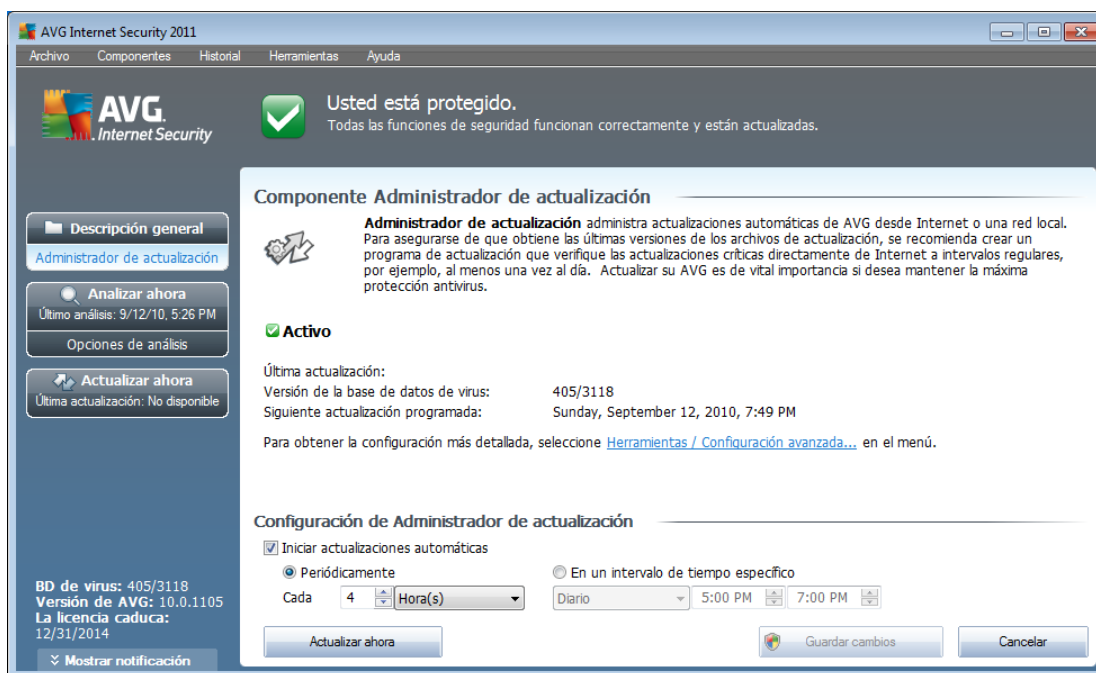 AVG Internet Security 2011
Archivo Componentes Historial Herramientas Ayuda
AVG.
Internet Security
Usted está protegido.
Todas las funciones de seguridad funcionan correctamente y están actualizadas.
Descripción general
Administrador de actualización
Analizar ahora
Último análisis: 9/12/10, 5:26 PM
Opciones de análisis
Actualizar ahora
Última actualización: No disponible
BD de virus: 405/3118
Versión de AVG: 10.0.1105
La licencia caduca:
12/31/2014
Mostrar notificación
Componente Administrador de actualización
Administrador de actualización administra actualizaciones automáticas de AVG desde Internet o una red local.
Para asegurarse de que obtiene las últimas versiones de los archivos de actualización, se recomienda crear un
programa de actualización que verifique las actualizaciones críticas directamente de Internet a intervalos regulares,
por ejemplo, al menos una vez al día. Actualizar su AVG es de vital importancia si desea mantener la máxima
protección antivirus.
Activo
Última actualización:
Versión de la base de datos de virus: 405/3118
Siguiente actualización programada: Sunday, September 12, 2010, 7:49 PM
Para obtener la configuración más detallada, seleccione Herramientas / Configuración avanzada... en el menú.
Configuración de Administrador de actualización
Iniciar actualizaciones automáticas
Periódicamente En un intervalo de tiempo específico
Cada 4 Hora(s) Diario 5:00 PM 7:00 PM
Actualizar ahora Guardar cambios Cancelar